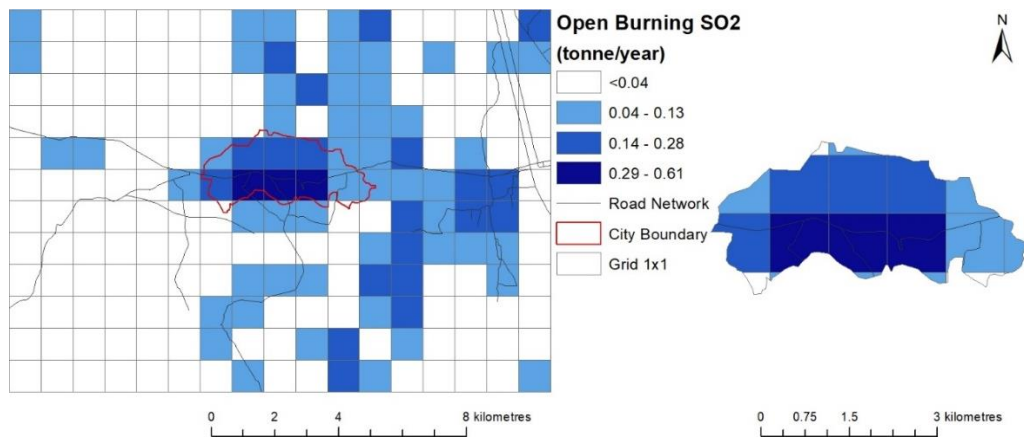 Open Burning SO2
(tonne/year)
<0.04
0.04 - 0.13
0.14 - 0.28
0.29 - 0.61
Road Network
City Boundary
Grid 1x1
N
0 2 4 8 kilometres
0 0.75 1.5 3 kilometres